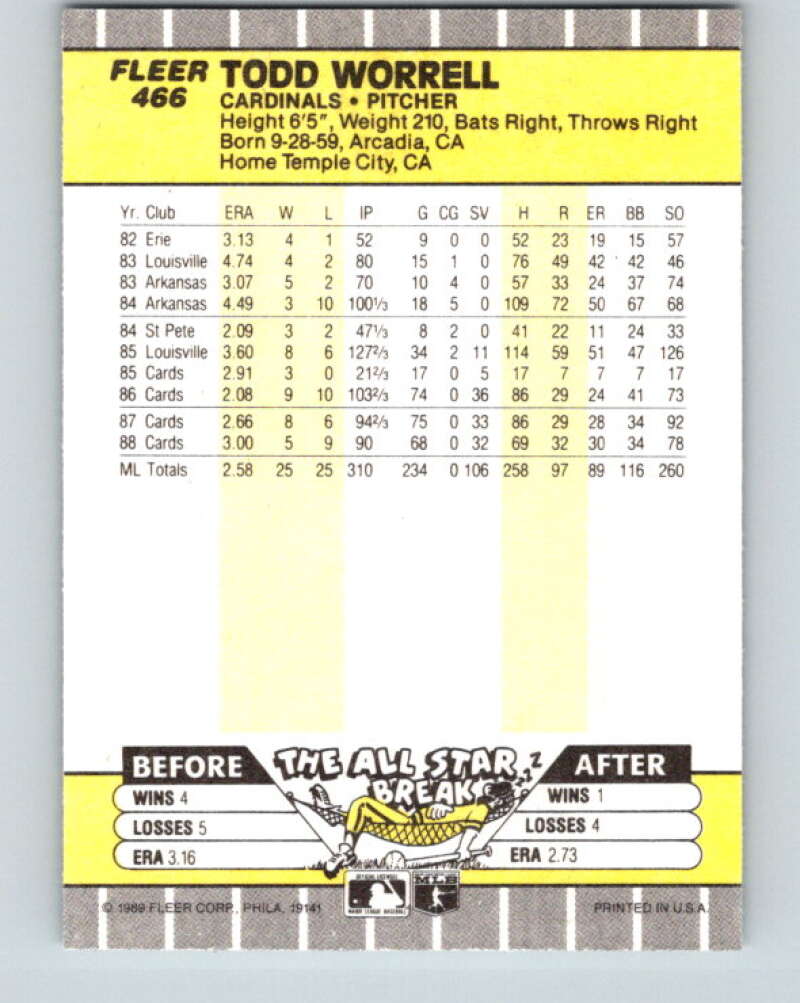 FLEER TODD WORRELL
466 CARDINALS • PITCHER
Height 6'5", Weight 210, Bats Right, Throws Right
Born 9-28-59, Arcadia, CA
Home Temple City, CA
Yr. Club ERA W L IP G CG SV H R ER BB SO
82 Erie 3.13 4 1 52 9 0 0 52 23 19 15 57
83 Louisville 4.74 4 2 80 15 1 0 76 49 42 42 46
83 Arkansas 3.07 5 2 70 10 4 0 57 33 24 37 74
84 Arkansas 4.49 3 10 100⅓ 18 5 0 109 72 50 67 68
84 St Pete 2.09 3 2 47⅓ 8 2 0 41 22 11 24 33
85 Louisville 3.60 8 6 127⅔ 34 2 11 114 59 51 47 126
85 Cards 2.91 3 0 21⅔ 17 0 5 17 7 7 7 17
86 Cards 2.08 9 10 103⅔ 74 0 36 86 29 24 41 73
87 Cards 2.66 8 6 94⅔ 75 0 33 86 29 28 34 92
88 Cards 3.00 5 9 90 68 0 32 69 32 30 34 78
ML Totals 2.58 25 25 310 234 0 106 258 97 89 116 260
BEFORE THE ALL STAR BREAK ZZZ AFTER
WINS 4 WINS 1
LOSSES 5 LOSSES 4
ERA 3.16 ERA 2.73
OFFICIAL LICENSEE
MAJOR LEAGUE BASEBALL
MLB
© 1989 FLEER CORP., PHILA. 19141 PRINTED IN U.S.A.